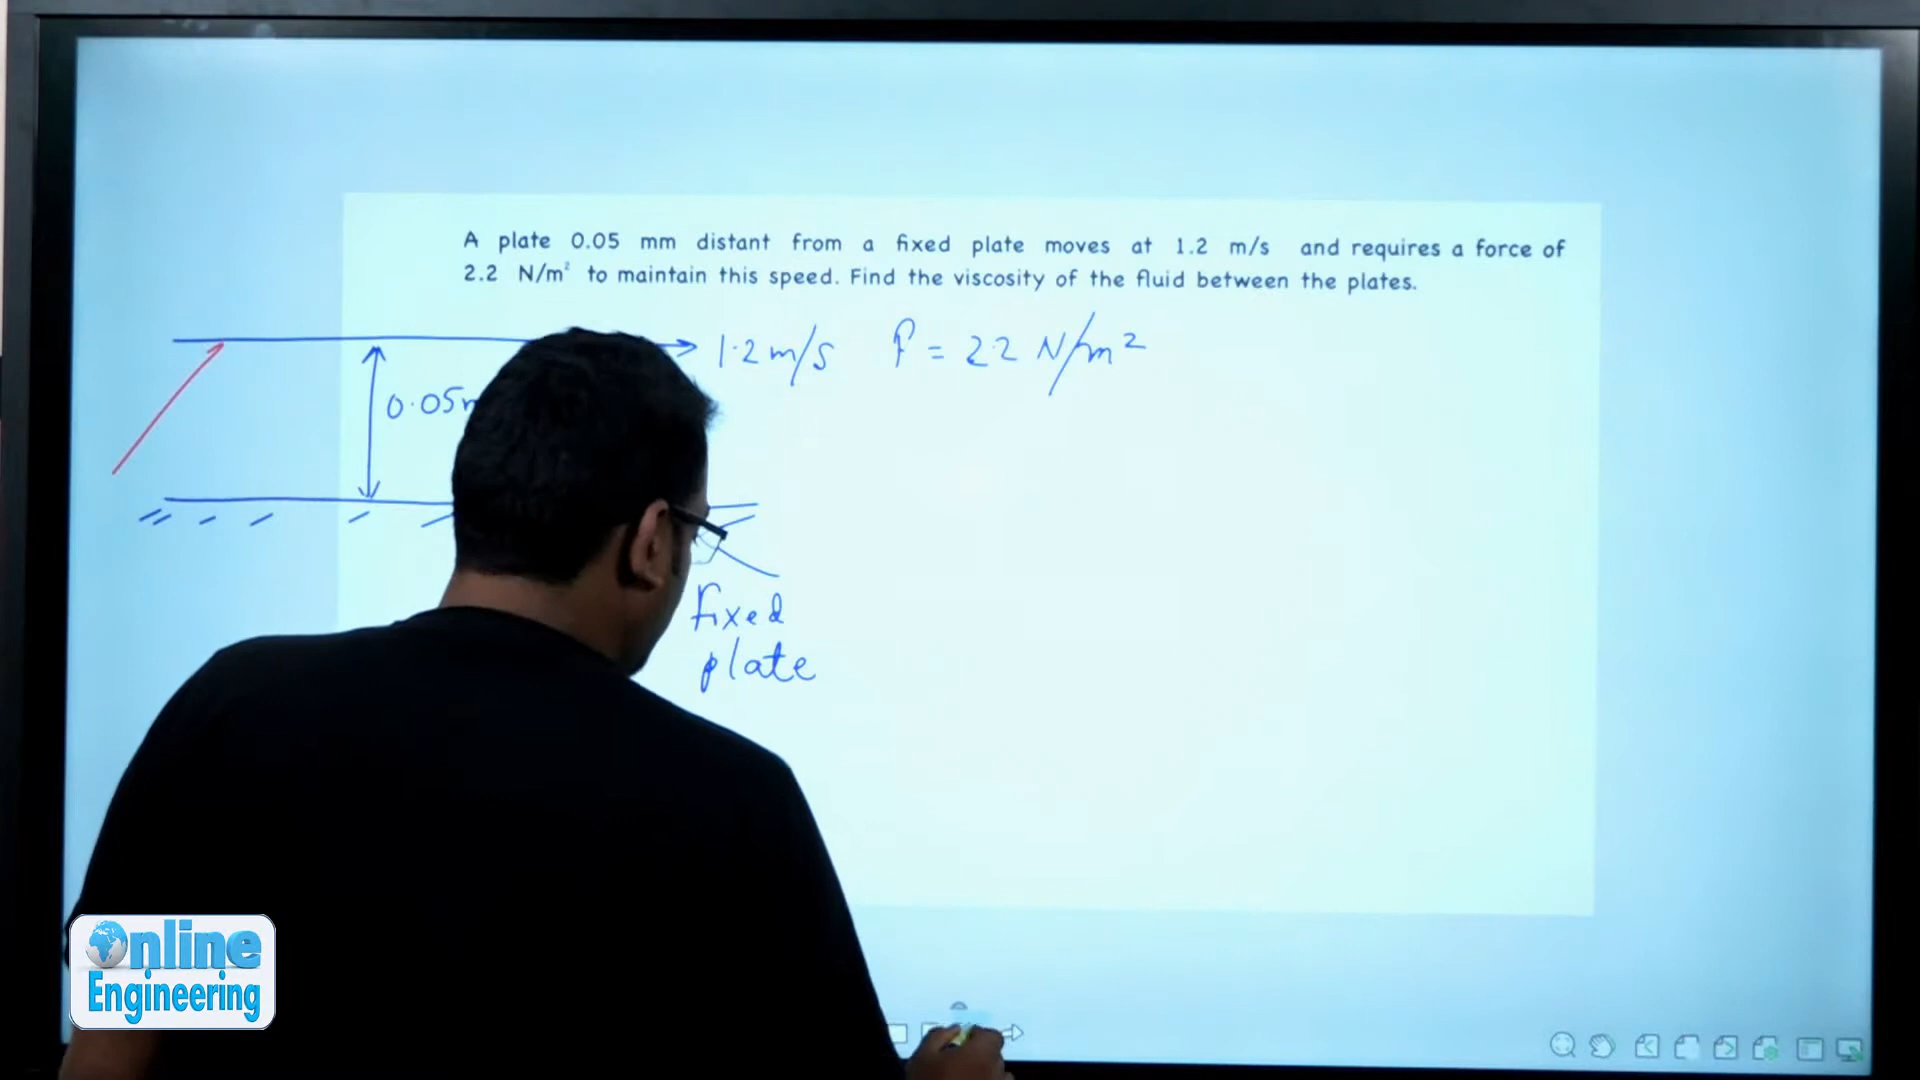 A plate 0.05 mm distant from a fixed plate moves at 1.2 m/s and requires a force of
2.2 N/m² to maintain this speed. Find the viscosity of the fluid between the plates.
1.2 m/s F = 2.2 N/m²
0.05
Fixed
plate
Online
Engineering